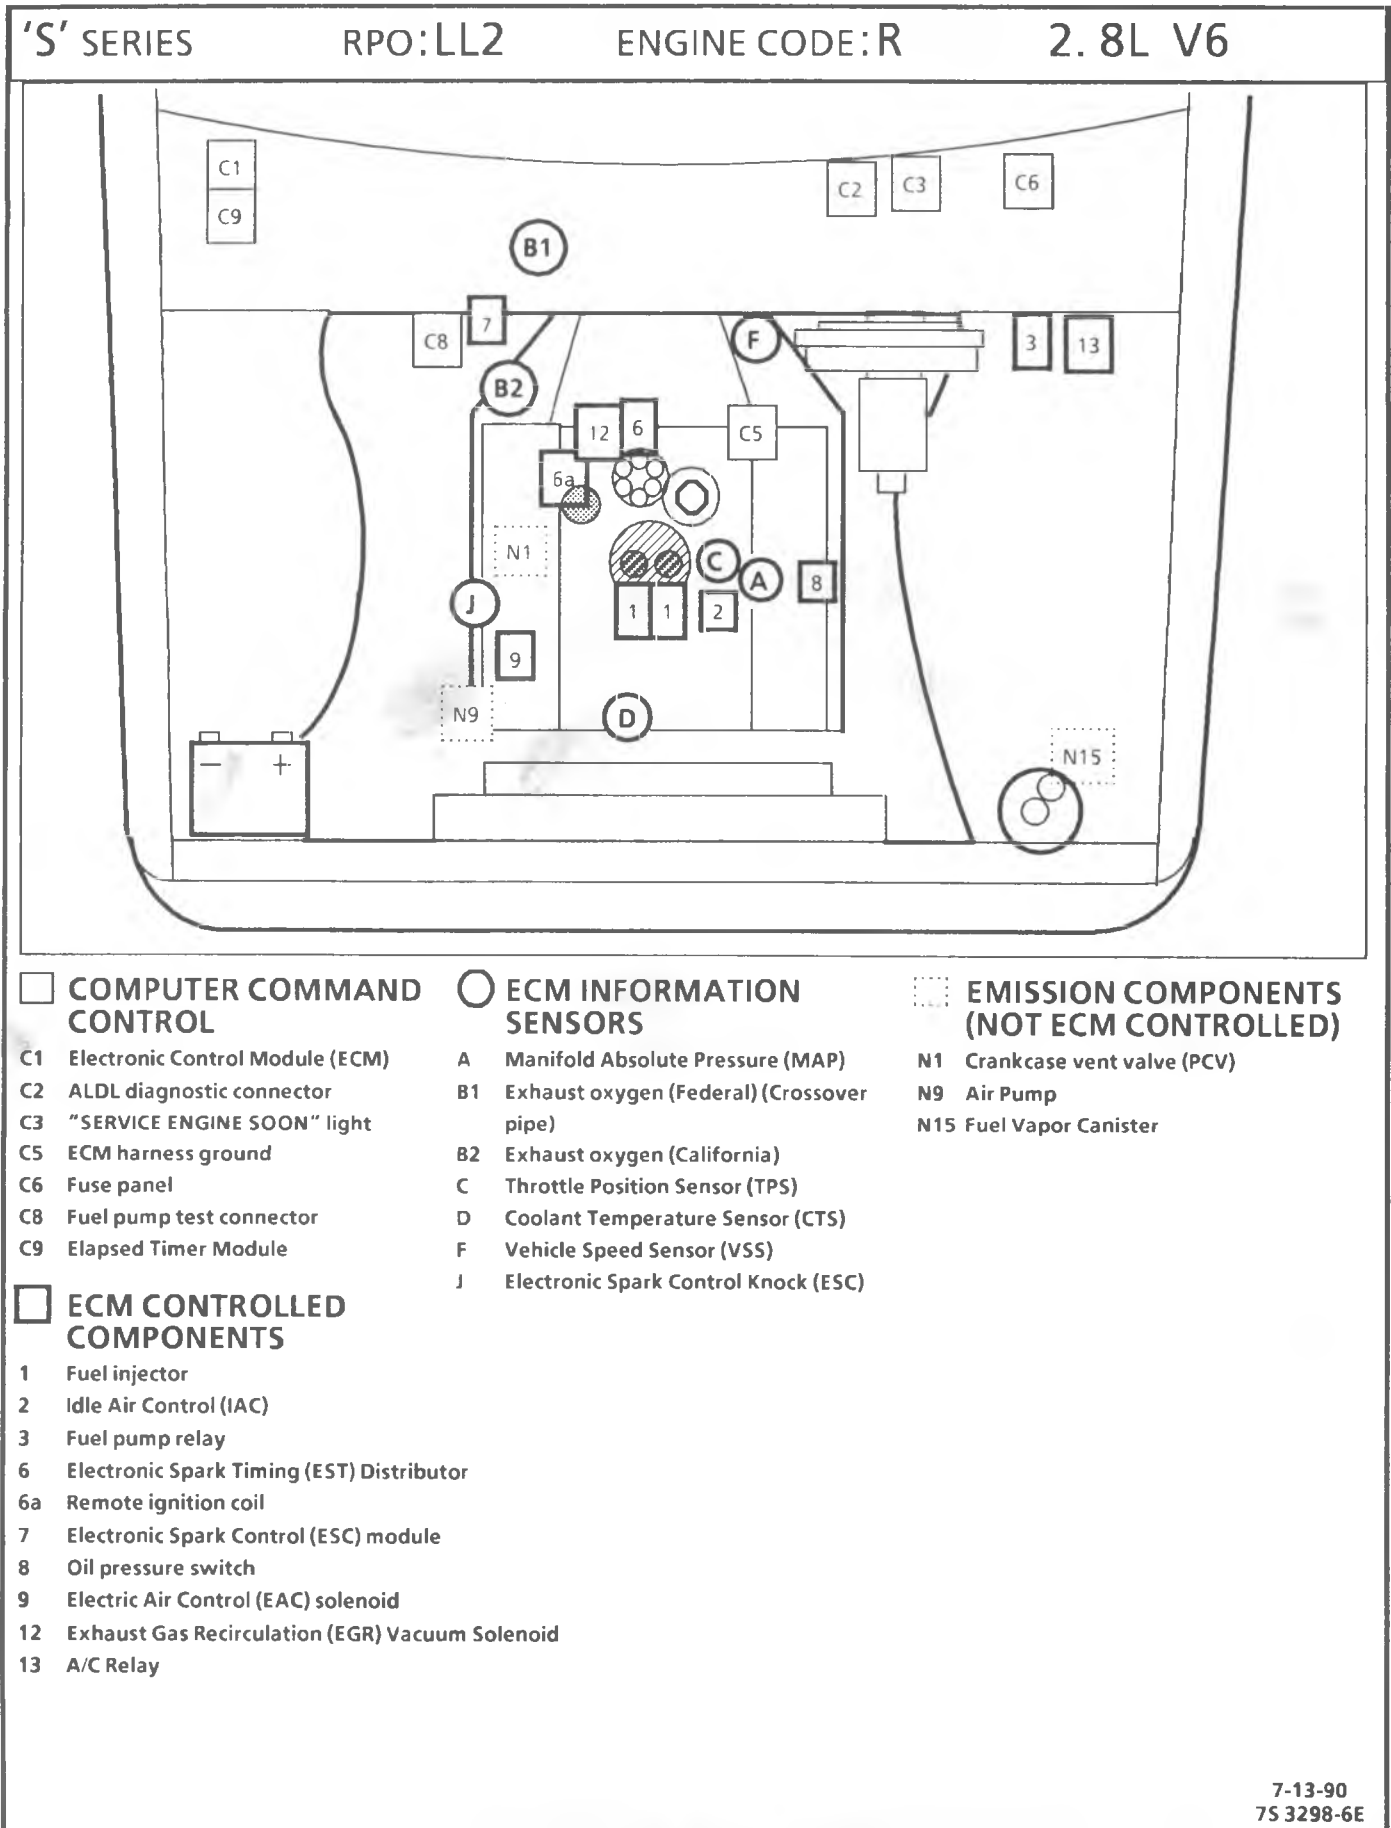 'S' SERIES RPO:LL2 ENGINE CODE:R 2.8L V6
C1
C9
C2
C3
C6
B1
7
C8
B2
F
3
13
12
6
C5
6a
N1
C
A
8
J
1
1
2
9
N9
D
N15
–
+
COMPUTER COMMAND
CONTROL
C1 Electronic Control Module (ECM)
C2 ALDL diagnostic connector
C3 "SERVICE ENGINE SOON" light
C5 ECM harness ground
C6 Fuse panel
C8 Fuel pump test connector
C9 Elapsed Timer Module
ECM CONTROLLED
COMPONENTS
1 Fuel injector
2 Idle Air Control (IAC)
3 Fuel pump relay
6 Electronic Spark Timing (EST) Distributor
6a Remote ignition coil
7 Electronic Spark Control (ESC) module
8 Oil pressure switch
9 Electric Air Control (EAC) solenoid
12 Exhaust Gas Recirculation (EGR) Vacuum Solenoid
13 A/C Relay
ECM INFORMATION
SENSORS
A Manifold Absolute Pressure (MAP)
B1 Exhaust oxygen (Federal) (Crossover
pipe)
B2 Exhaust oxygen (California)
C Throttle Position Sensor (TPS)
D Coolant Temperature Sensor (CTS)
F Vehicle Speed Sensor (VSS)
J Electronic Spark Control Knock (ESC)
EMISSION COMPONENTS
(NOT ECM CONTROLLED)
N1 Crankcase vent valve (PCV)
N9 Air Pump
N15 Fuel Vapor Canister
7-13-90
7S 3298-6E